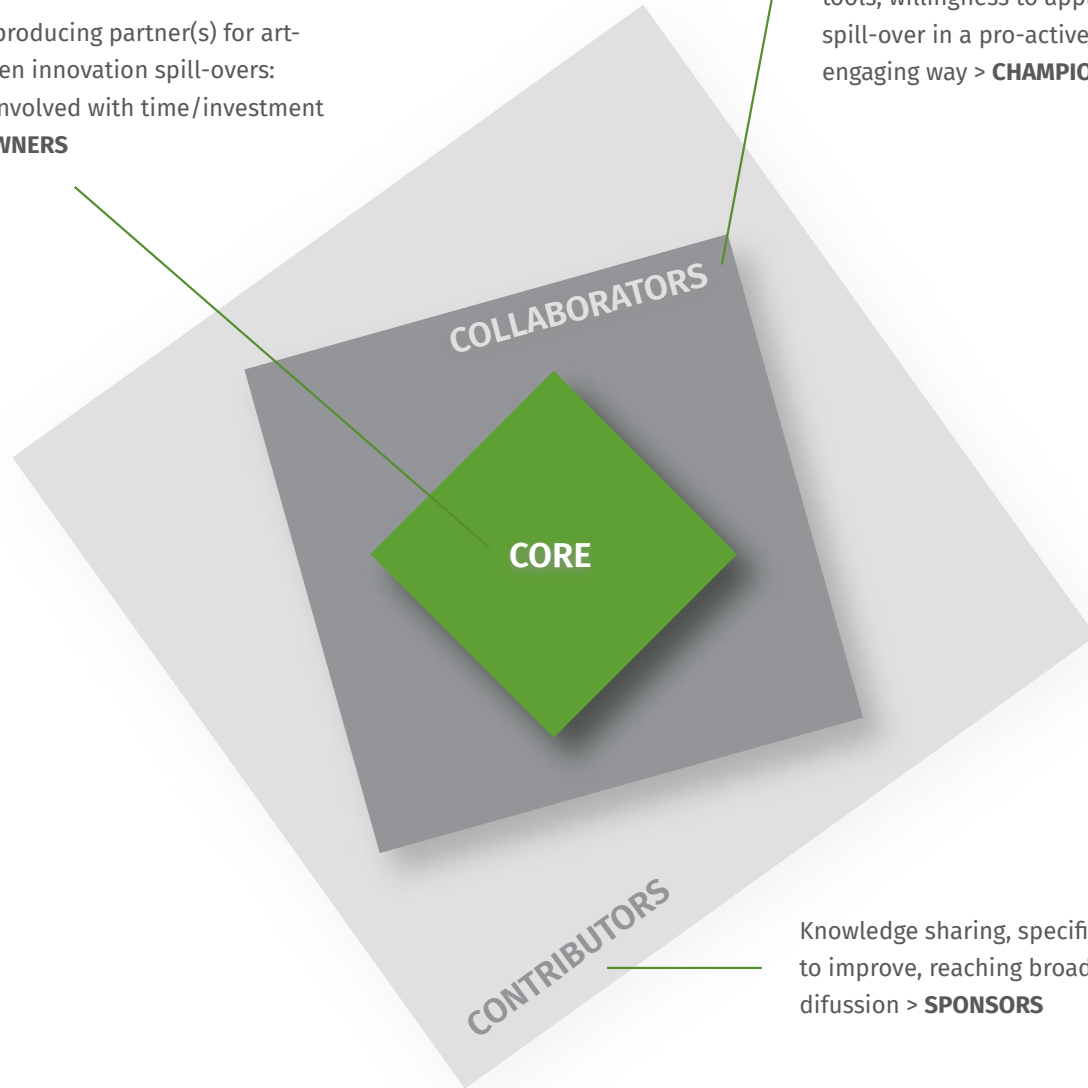 producing partner(s) for art-
en innovation spill-overs:
nvolved with time/investment
WNERS
tools, willingness to appl
spill-over in a pro-active
engaging way > CHAMPIO
COLLABORATORS
CORE
CONTRIBUTORS
Knowledge sharing, specifi
to improve, reaching broad
difussion > SPONSORS